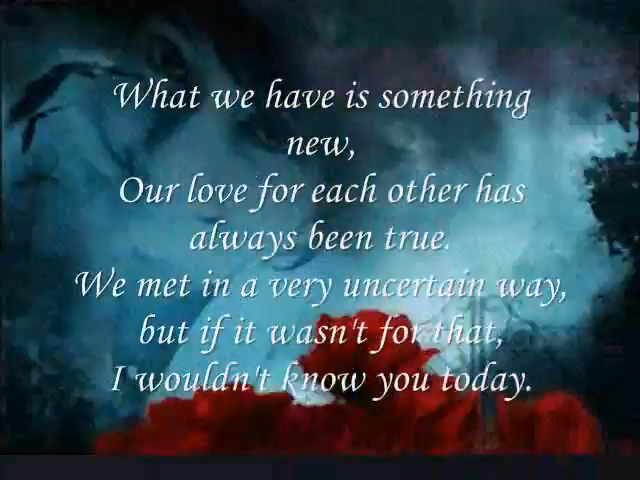 What we have is something
new,
Our love for each other has
always been true.
We met in a very uncertain way,
but if it wasn't for that,
I wouldn't know you today.